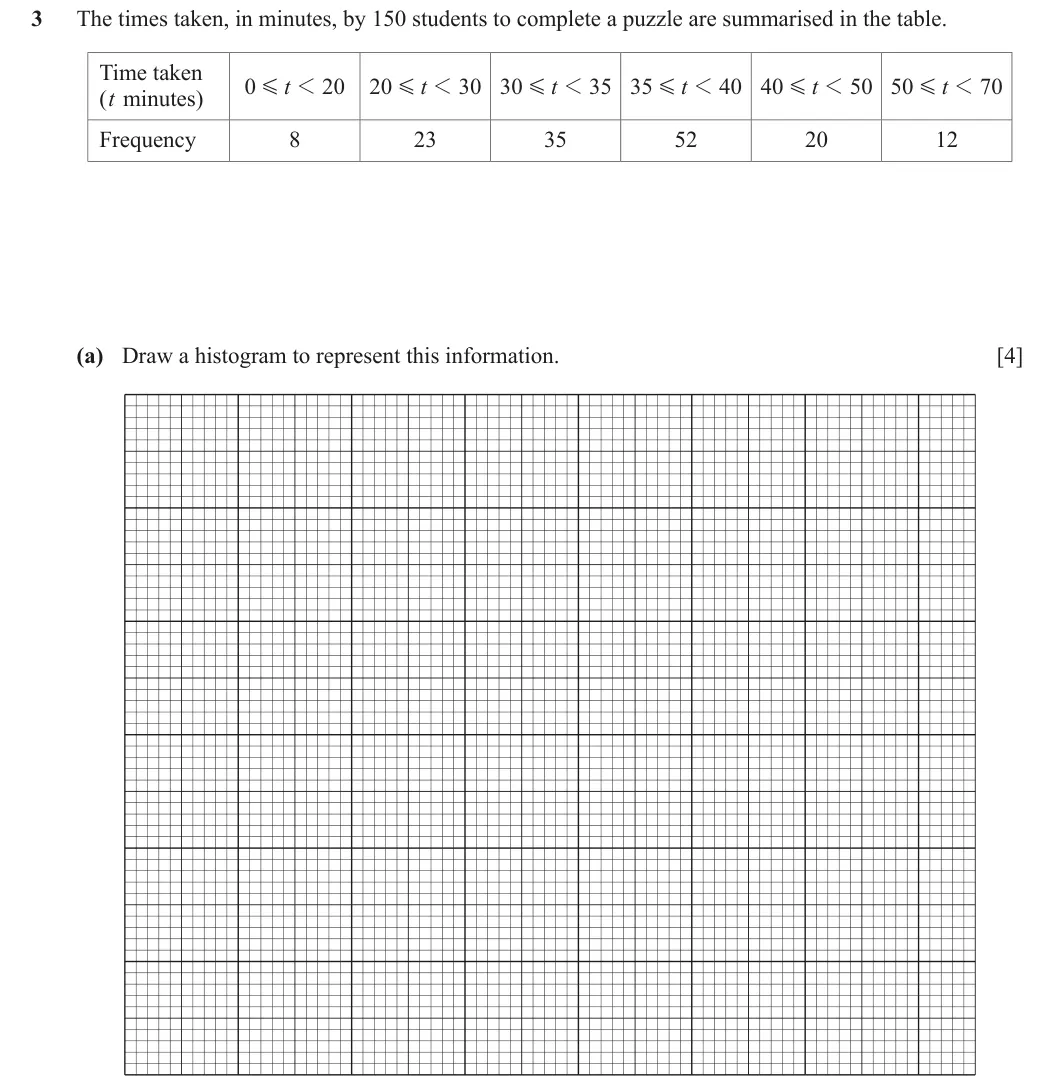 3 The times taken, in minutes, by 150 students to complete a puzzle are summarised in the table.
Time taken (t minutes) 0 ⩽ t < 20 20 ⩽ t < 30 30 ⩽ t < 35 35 ⩽ t < 40 40 ⩽ t < 50 50 ⩽ t < 70
Frequency 8 23 35 52 20 12
(a) Draw a histogram to represent this information. [4]